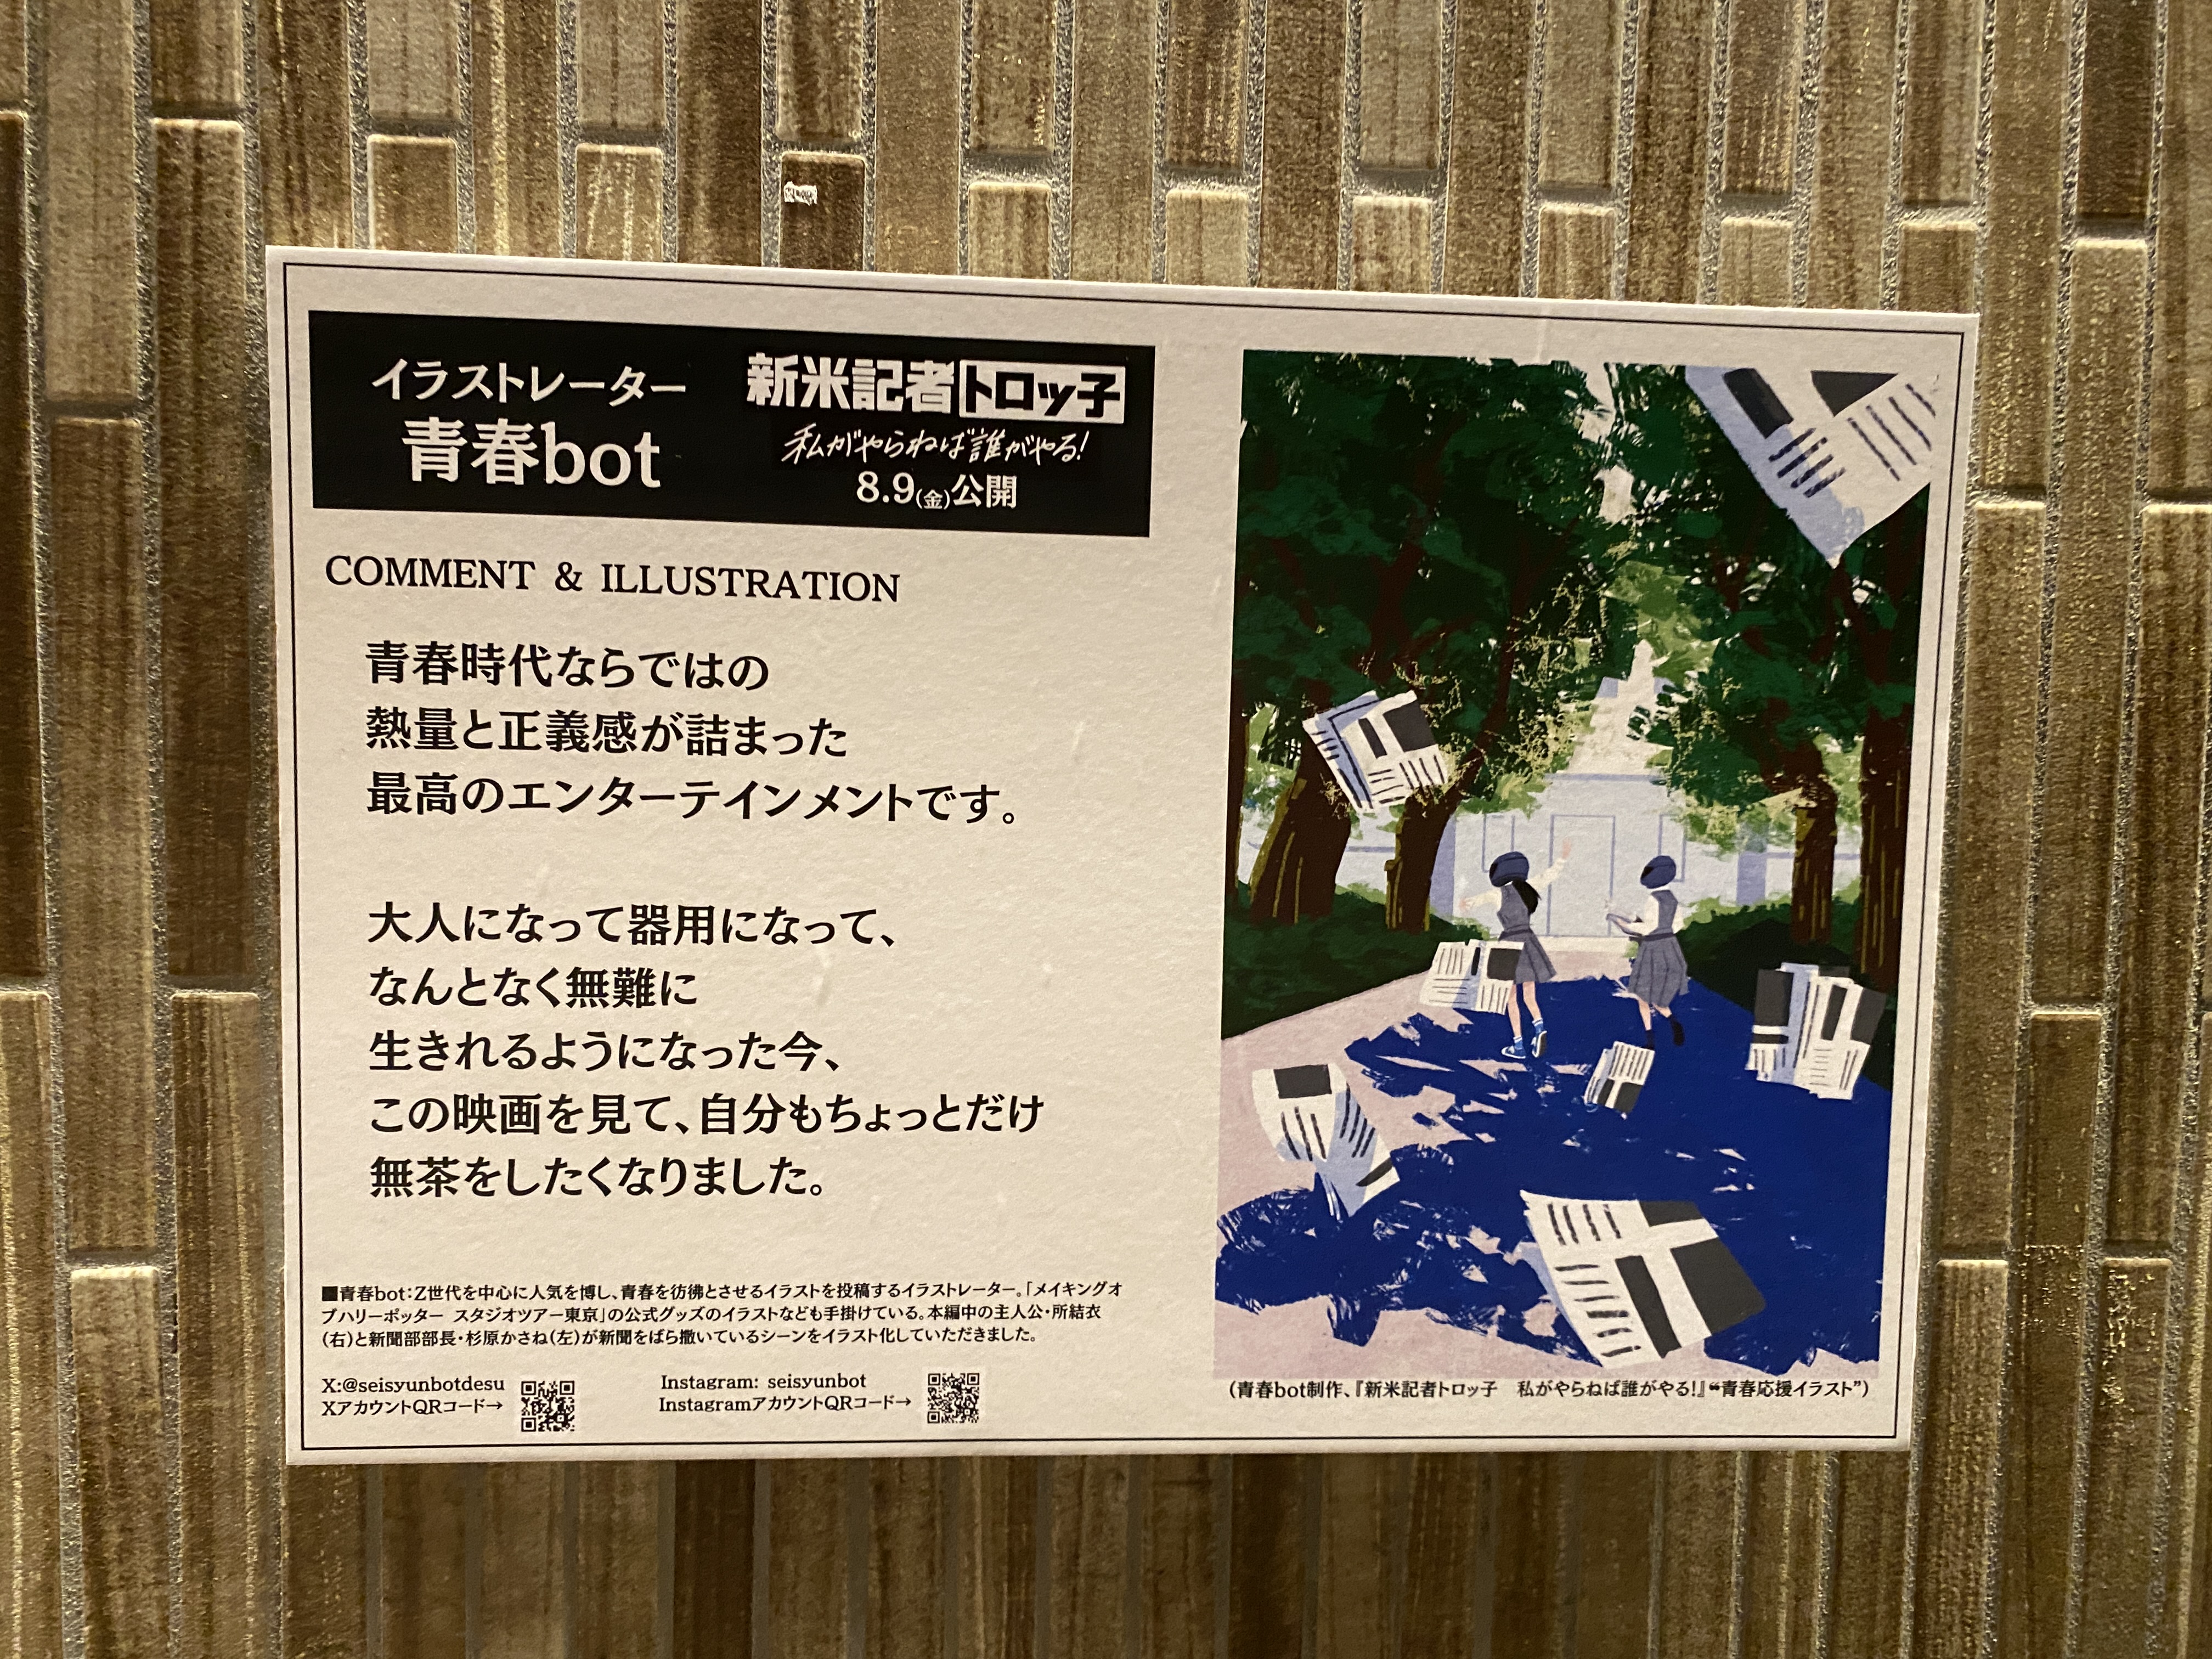 イラストレーター
青春bot
新米記者トロッ子
私がやらねば誰がやる!
8.9(金)公開
COMMENT & ILLUSTRATION
青春時代ならではの
熱量と正義感が詰まった
最高のエンターテインメントです。
大人になって器用になって、
なんとなく無難に
生きれるようになった今、
この映画を見て、自分もちょっとだけ
無茶をしたくなりました。
■青春bot:Z世代を中心に人気を博し、青春を彷彿とさせるイラストを投稿するイラストレーター。「メイキングオ
ブハリーポッター スタジオツアー東京」の公式グッズのイラストなども手掛けている。本編中の主人公・所結衣
(右)と新聞部部長・杉原かさね(左)が新聞をばら撒いているシーンをイラスト化していただきました。
X:@seisyunbotdesu
XアカウントQRコード→
Instagram: seisyunbot
InstagramアカウントQRコード→
(青春bot制作、『新米記者トロッ子 私がやらねば誰がやる!』“青春応援イラスト”)